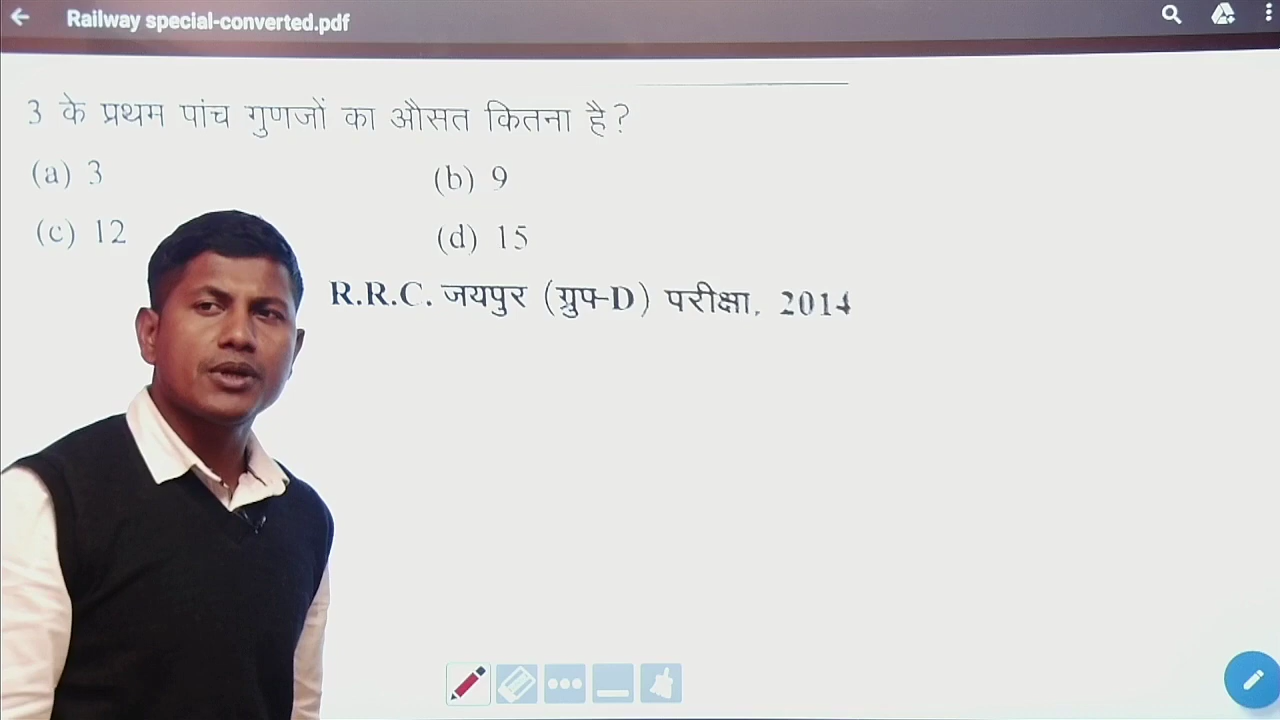 Railway special-converted.pdf
3 के प्रथम पांच गुणजों का औसत कितना है?
(a) 3 (b) 9
(c) 12 (d) 15
R.R.C. जयपुर (ग्रुप-D) परीक्षा, 2014